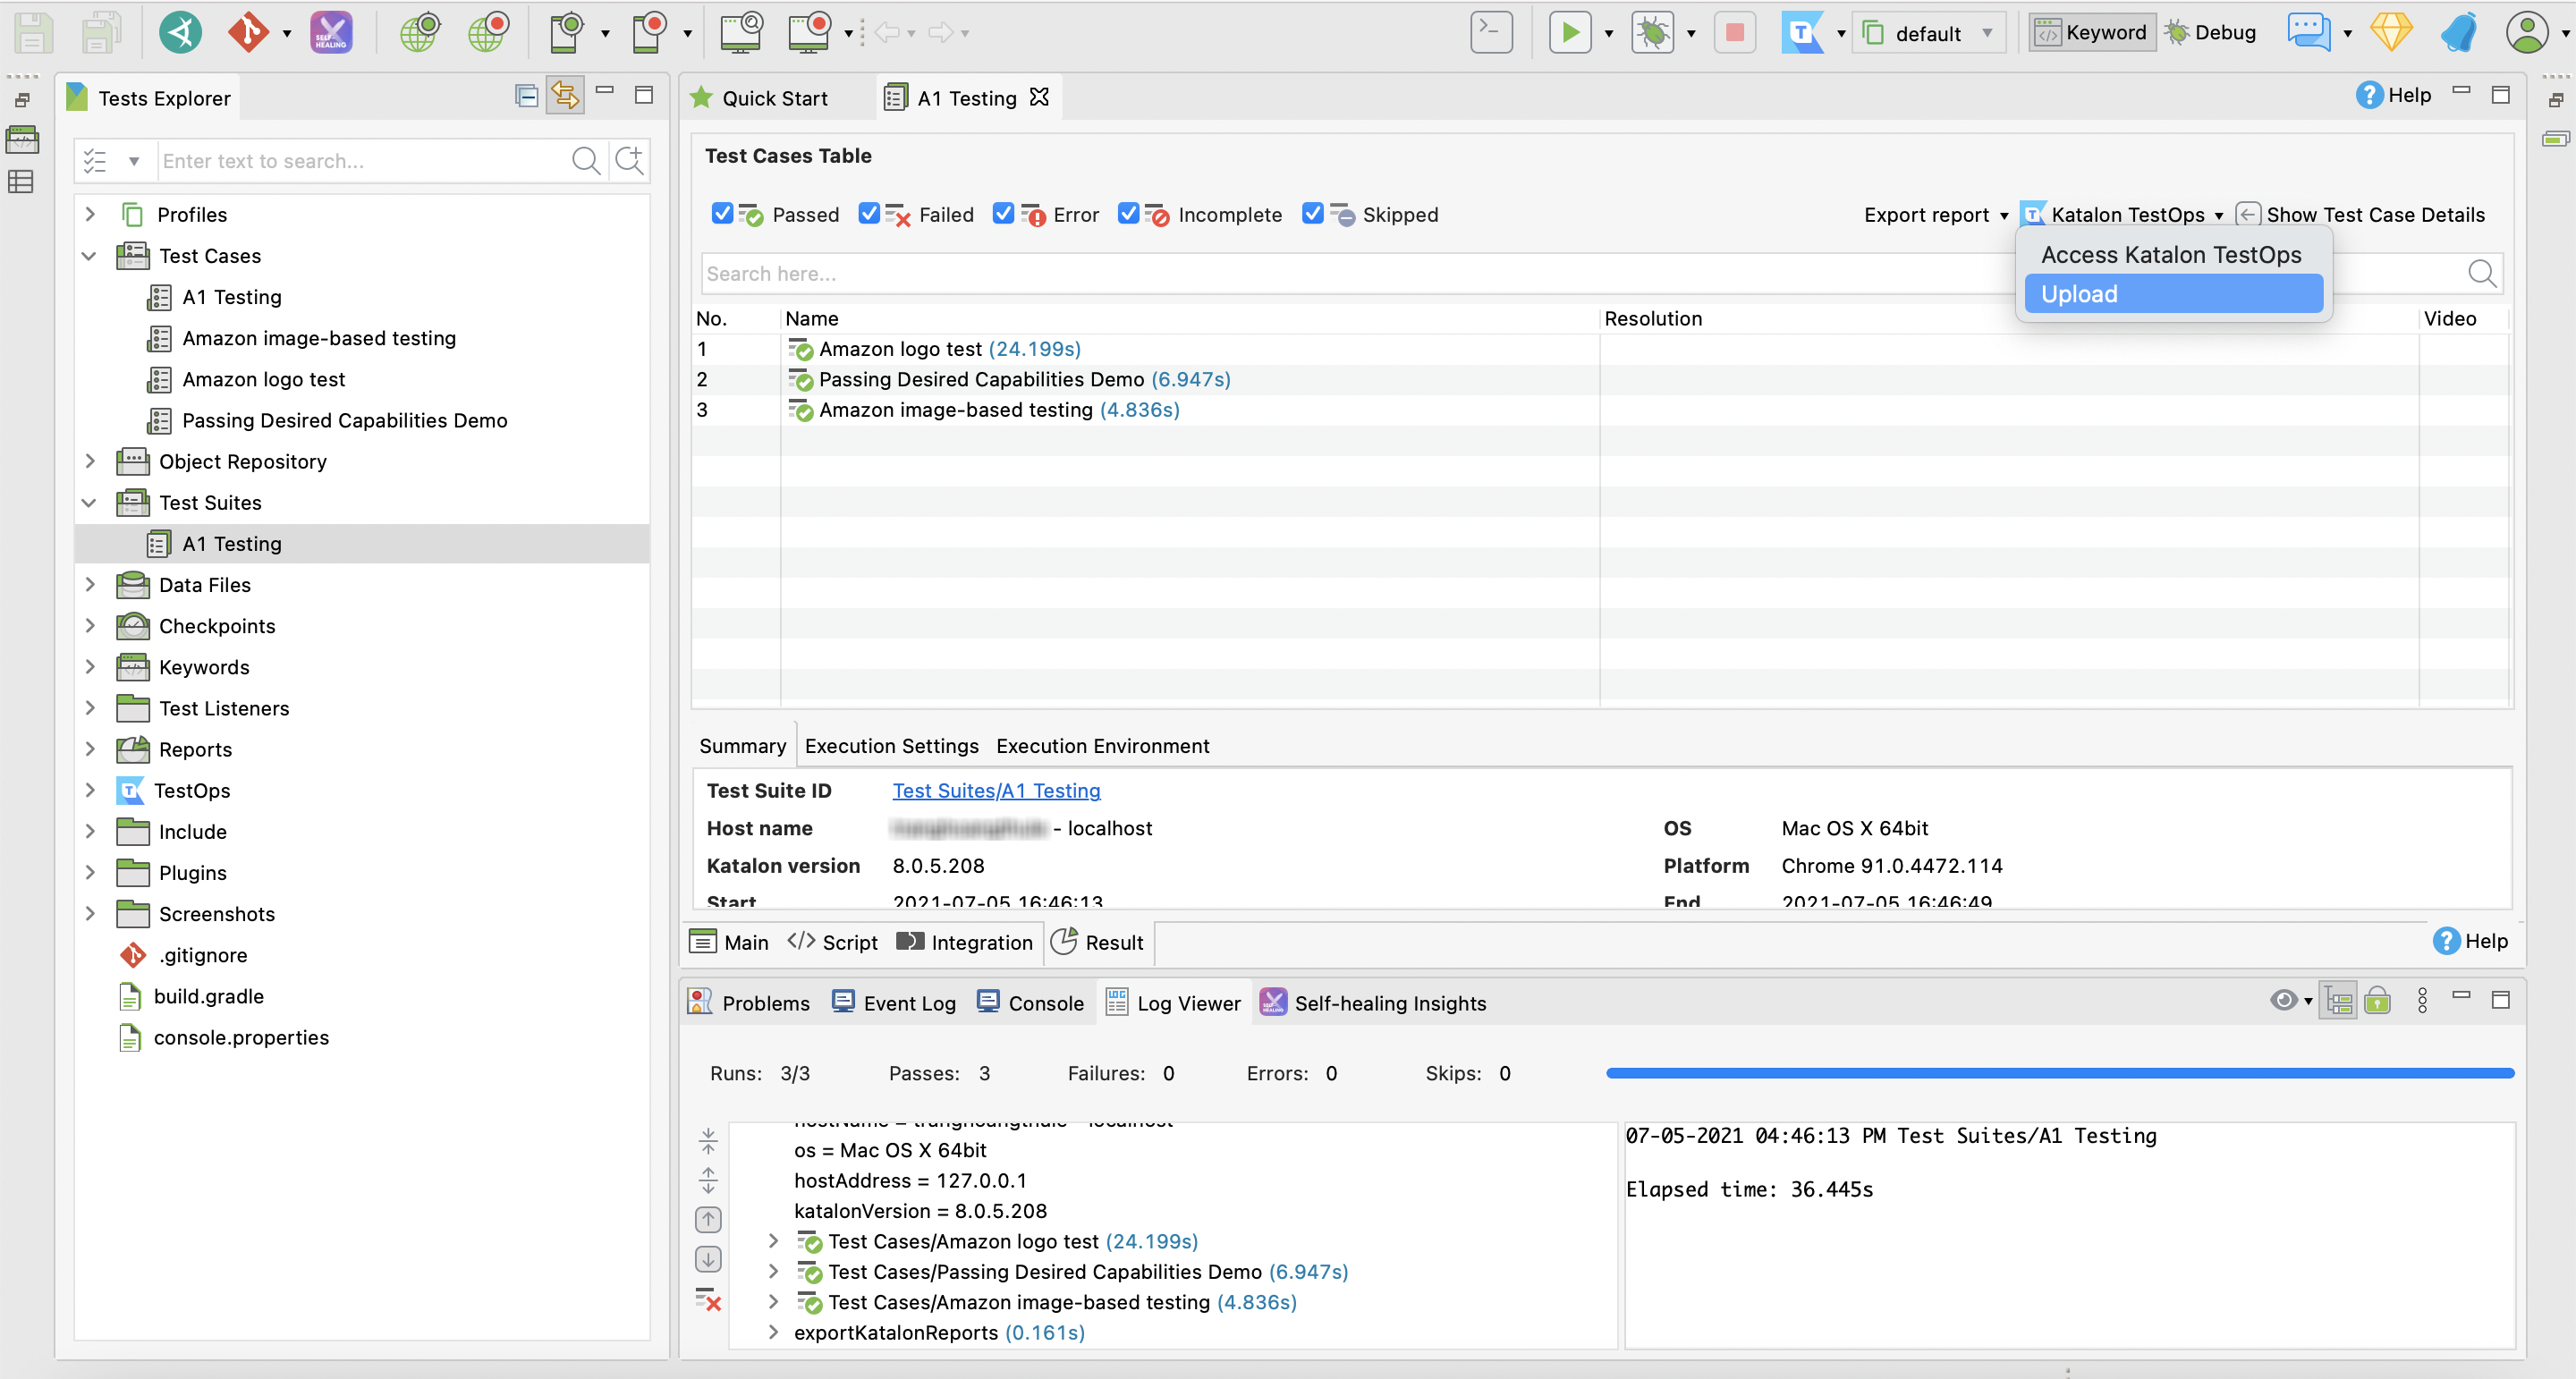 SELF HEALING
default
Keyword
Debug
Tests Explorer
Enter text to search...
Profiles
Test Cases
A1 Testing
Amazon image-based testing
Amazon logo test
Passing Desired Capabilities Demo
Object Repository
Test Suites
A1 Testing
Data Files
Checkpoints
Keywords
Test Listeners
Reports
TestOps
Include
Plugins
Screenshots
.gitignore
build.gradle
console.properties
Quick Start
A1 Testing
Help
Test Cases Table
Passed
Failed
Error
Incomplete
Skipped
Export report
Katalon TestOps
Show Test Case Details
Access Katalon TestOps
Upload
Search here...
No. Name Resolution Video
1 Amazon logo test (24.199s)
2 Passing Desired Capabilities Demo (6.947s)
3 Amazon image-based testing (4.836s)
Summary Execution Settings Execution Environment
Test Suite ID Test Suites/A1 Testing
Host name - localhost OS Mac OS X 64bit
Katalon version 8.0.5.208 Platform Chrome 91.0.4472.114
Start 2021-07-05 16:46:13 End 2021-07-05 16:46:49
Main Script Integration Result
Help
Problems Event Log Console Log Viewer Self-healing Insights
Runs: 3/3 Passes: 3 Failures: 0 Errors: 0 Skips: 0
os = Mac OS X 64bit
hostAddress = 127.0.0.1
katalonVersion = 8.0.5.208
Test Cases/Amazon logo test (24.199s)
Test Cases/Passing Desired Capabilities Demo (6.947s)
Test Cases/Amazon image-based testing (4.836s)
exportKatalonReports (0.161s)
07-05-2021 04:46:13 PM Test Suites/A1 Testing
Elapsed time: 36.445s